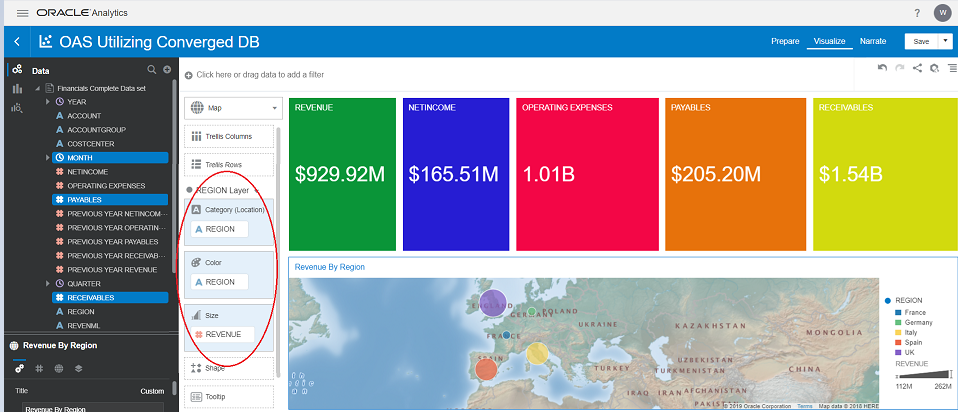 ORACLE Analytics
?
W
OAS Utilizing Converged DB
Prepare
Visualize
Narrate
Save
Data
Financials Complete Data set
YEAR
A ACCOUNT
A ACCOUNTGROUP
A COSTCENTER
MONTH
NETINCOME
OPERATING EXPENSES
PAYABLES
PREVIOUS YEAR NETINCOM...
PREVIOUS YEAR OPERATIN...
PREVIOUS YEAR PAYABLES
PREVIOUS YEAR RECEIVAB...
PREVIOUS YEAR REVENUE
QUARTER
RECEIVABLES
A REGION
A REVENML
Revenue By Region
Title
Custom
Revenue By Region
Click here or drag data to add a filter
Map
Trellis Columns
Trellis Rows
REGION Layer
A Category (Location)
A REGION
Color
A REGION
Size
REVENUE
Shape
Tooltip
REVENUE
$929.92M
NETINCOME
$165.51M
OPERATING EXPENSES
1.01B
PAYABLES
$205.20M
RECEIVABLES
$1.54B
Revenue By Region
ENGLAND
GERMANY
POLAND
UKRAINE
KAZAKHSTAN
MONGOLIA
FRANCE
SPAIN
ITALY
TURKEY
UZBEKISTAN
TURKMENISTAN
CHINA
IRAQ
IRAN
AFGHANISTAN
© 2019 Oracle Corporation
Terms
Map data © 2018 HERE
REGION
France
Germany
Italy
Spain
UK
REVENUE
112M
262M